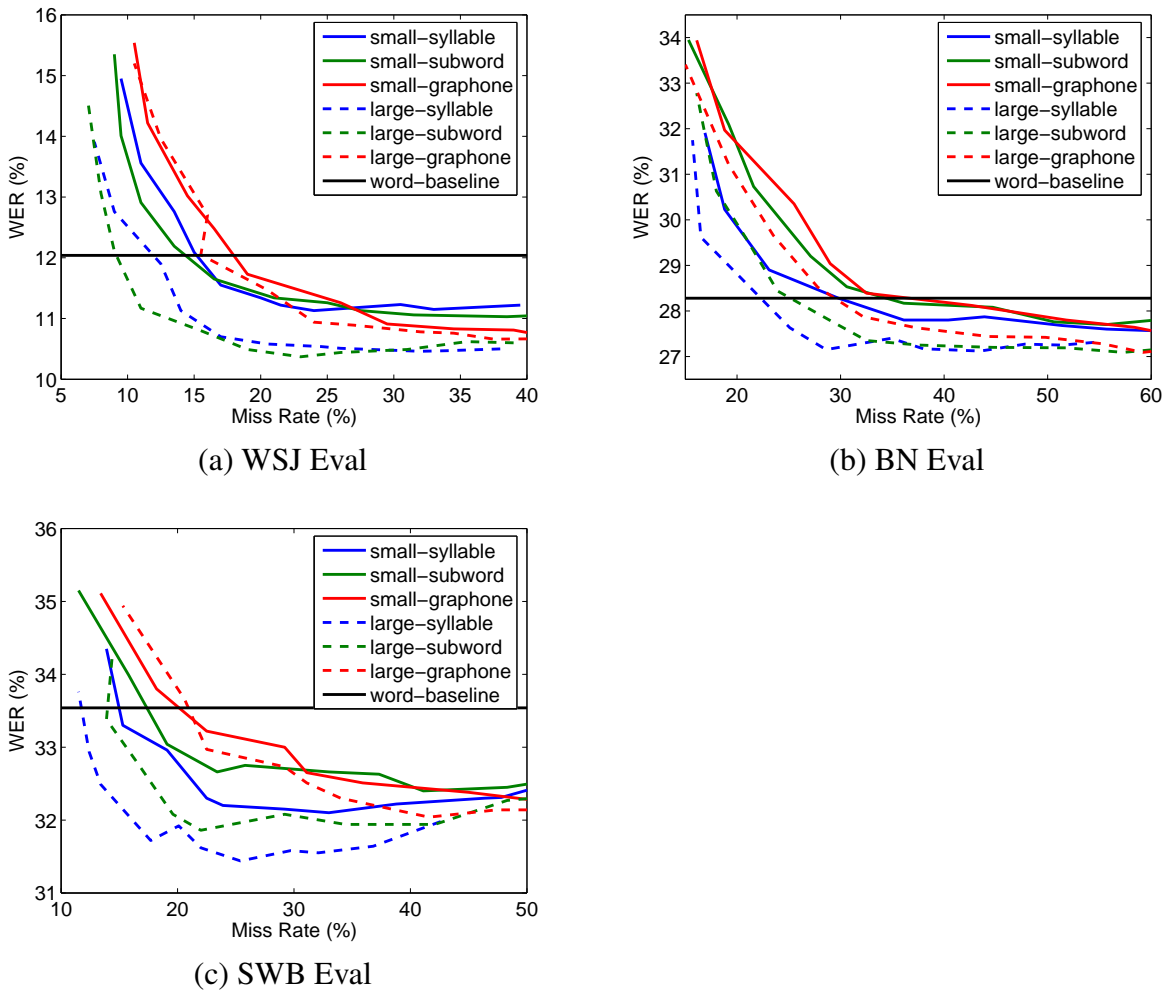 16
15
14
13
12
11
10
WER (%)
5 10 15 20 25 30 35 40
Miss Rate (%)
small-syllable
small-subword
small-graphone
large-syllable
large-subword
large-graphone
word-baseline
(a) WSJ Eval
34
33
32
31
30
29
28
27
WER (%)
20 30 40 50 60
Miss Rate (%)
small-syllable
small-subword
small-graphone
large-syllable
large-subword
large-graphone
word-baseline
(b) BN Eval
36
35
34
33
32
31
WER (%)
10 20 30 40 50
Miss Rate (%)
small-syllable
small-subword
small-graphone
large-syllable
large-subword
large-graphone
word-baseline
(c) SWB Eval